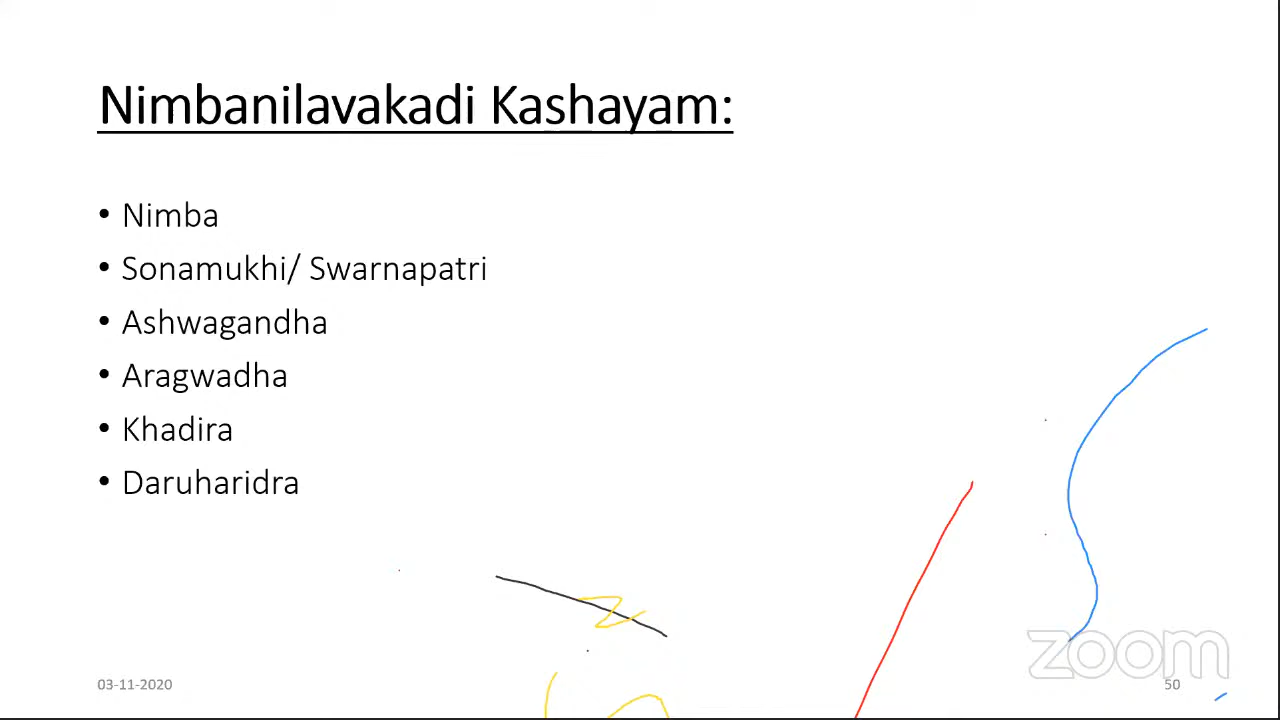 Nimbanilavakadi Kashayam:
• Nimba
• Sonamukhi/ Swarnapatri
• Ashwagandha
• Aragwadha
• Khadira
• Daruharidra
zoom
03-11-2020
50